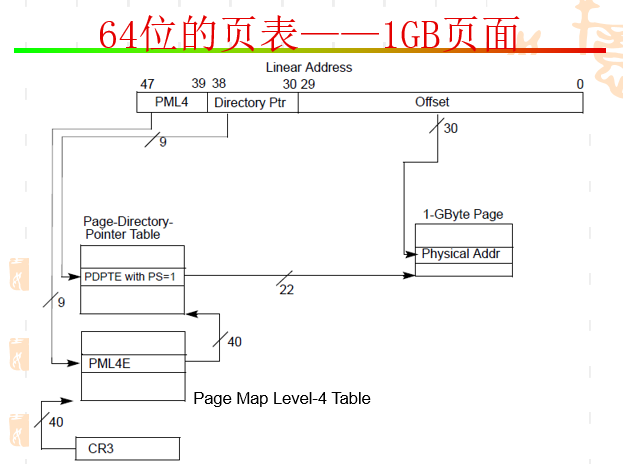 64位的页表——1GB页面
Linear Address
47 39 38 30 29 0
PML4 Directory Ptr Offset
9
30
Page-Directory-
Pointer Table
1-GByte Page
Physical Addr
PDPTE with PS=1
22
9
40
PML4E
Page Map Level-4 Table
40
CR3